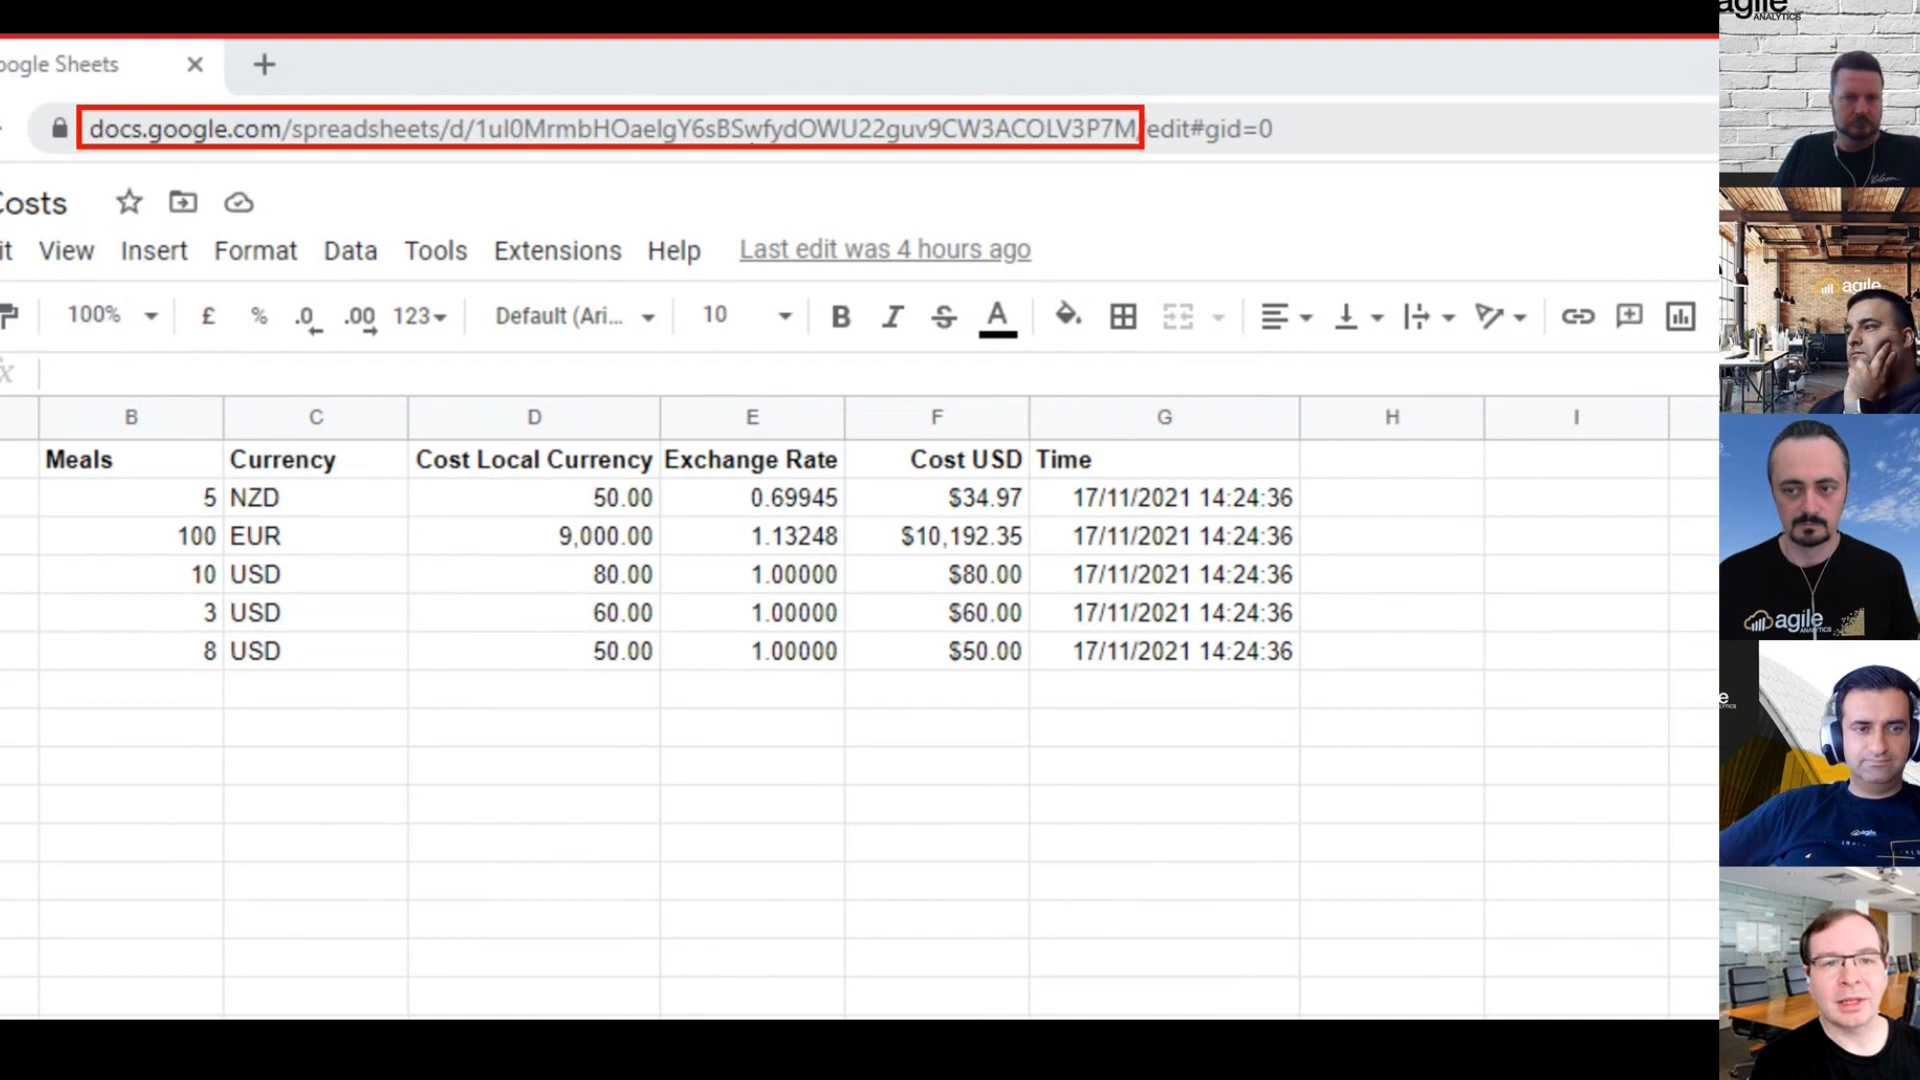 agile
ANALYTICS
oogle Sheets
docs.google.com/spreadsheets/d/1ul0MrmbHOaelgY6sBSwfydOWU22guv9CW3ACOLV3P7M/edit#gid=0
Costs
it View Insert Format Data Tools Extensions Help Last edit was 4 hours ago
100% £ % .0 .00 123 Default (Ari... 10 B I S A
B C D E F G H I
Meals Currency Cost Local Currency Exchange Rate Cost USD Time
5 NZD 50.00 0.69945 $34.97 17/11/2021 14:24:36
100 EUR 9,000.00 1.13248 $10,192.35 17/11/2021 14:24:36
10 USD 80.00 1.00000 $80.00 17/11/2021 14:24:36
3 USD 60.00 1.00000 $60.00 17/11/2021 14:24:36
8 USD 50.00 1.00000 $50.00 17/11/2021 14:24:36
agile
agile
ANALYTICS
agile